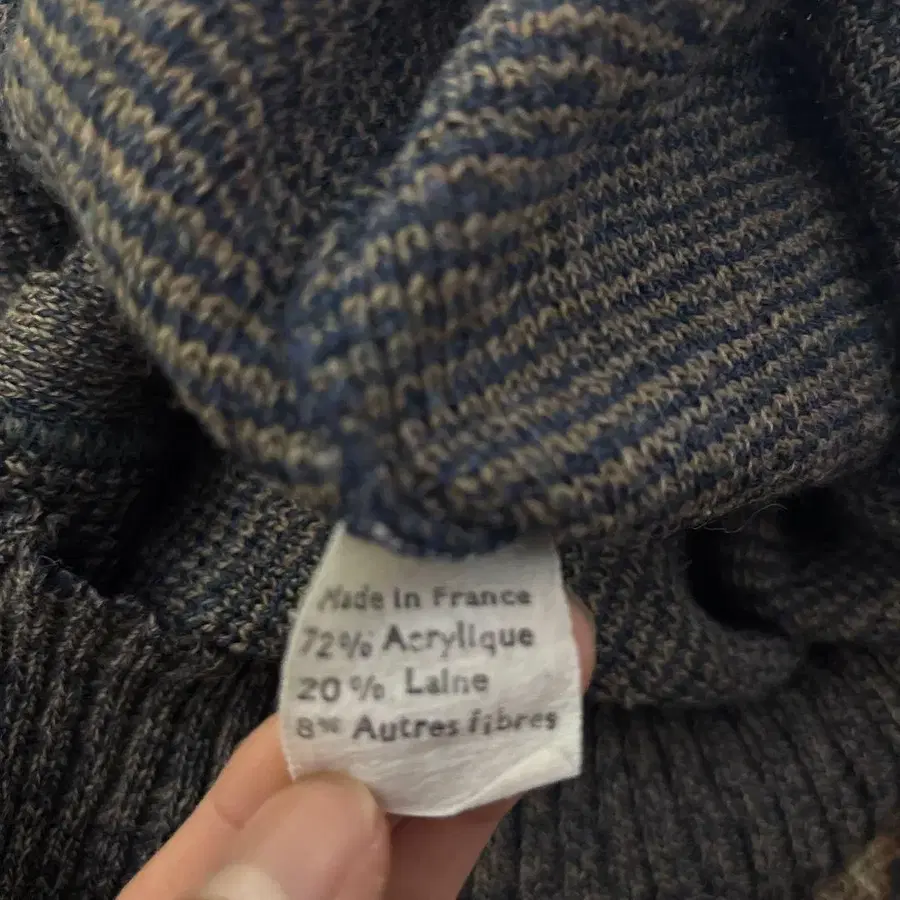 Made in France
72% Acrylique
20% Laine
8% Autres fibres